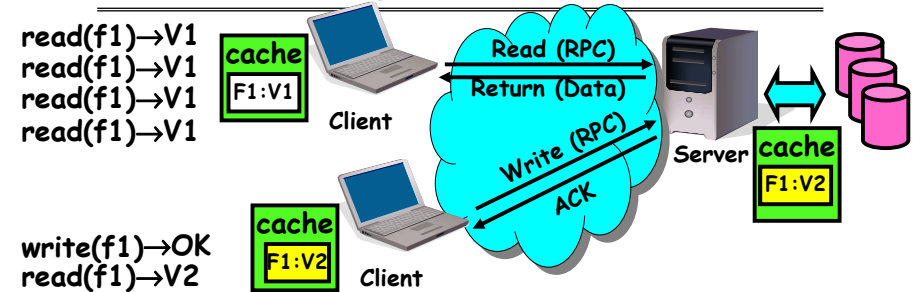 read(f1)→V1
read(f1)→V1
read(f1)→V1
read(f1)→V1
cache
F1:V1
Client
Read (RPC)
Return (Data)
Write (RPC)
ACK
Server
cache
F1:V2
write(f1)→OK
read(f1)→V2
cache
F1:V2
Client